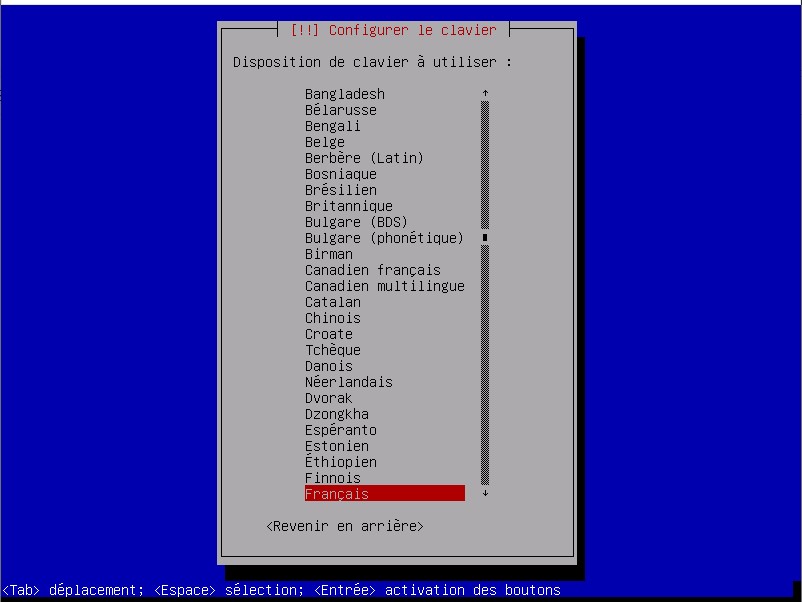 [!!] Configurer le clavier
Disposition de clavier à utiliser :
Bangladesh
Bélarusse
Bengali
Belge
Berbère (Latin)
Bosniaque
Brésilien
Britannique
Bulgare (BDS)
Bulgare (phonétique)
Birman
Canadien français
Canadien multilingue
Catalan
Chinois
Croate
Tchèque
Danois
Néerlandais
Dvorak
Dzongkha
Espéranto
Estonien
Éthiopien
Finnois
Français
<Revenir en arrière>
<Tab> déplacement; <Espace> sélection; <Entrée> activation des boutons